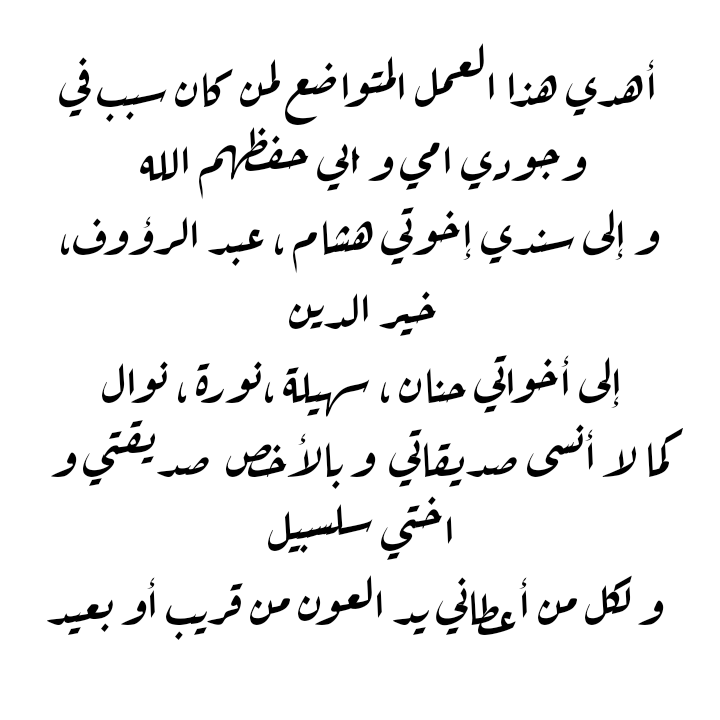 أهدي هذا العمل المتواضع لمن كان سبب في
وجودي امي و ابي حفظهم الله
و إلى سندي إخوتي هشام ، عبد الرؤوف،
خير الدين
إلى أخواتي حنان ، سهيلة ،نورة ، نوال
كما لا أنسى صديقاتي و بالأخص صديقتي و
اختي سلسبيل
و لكل من أعطاني يد العون من قريب أو بعيد